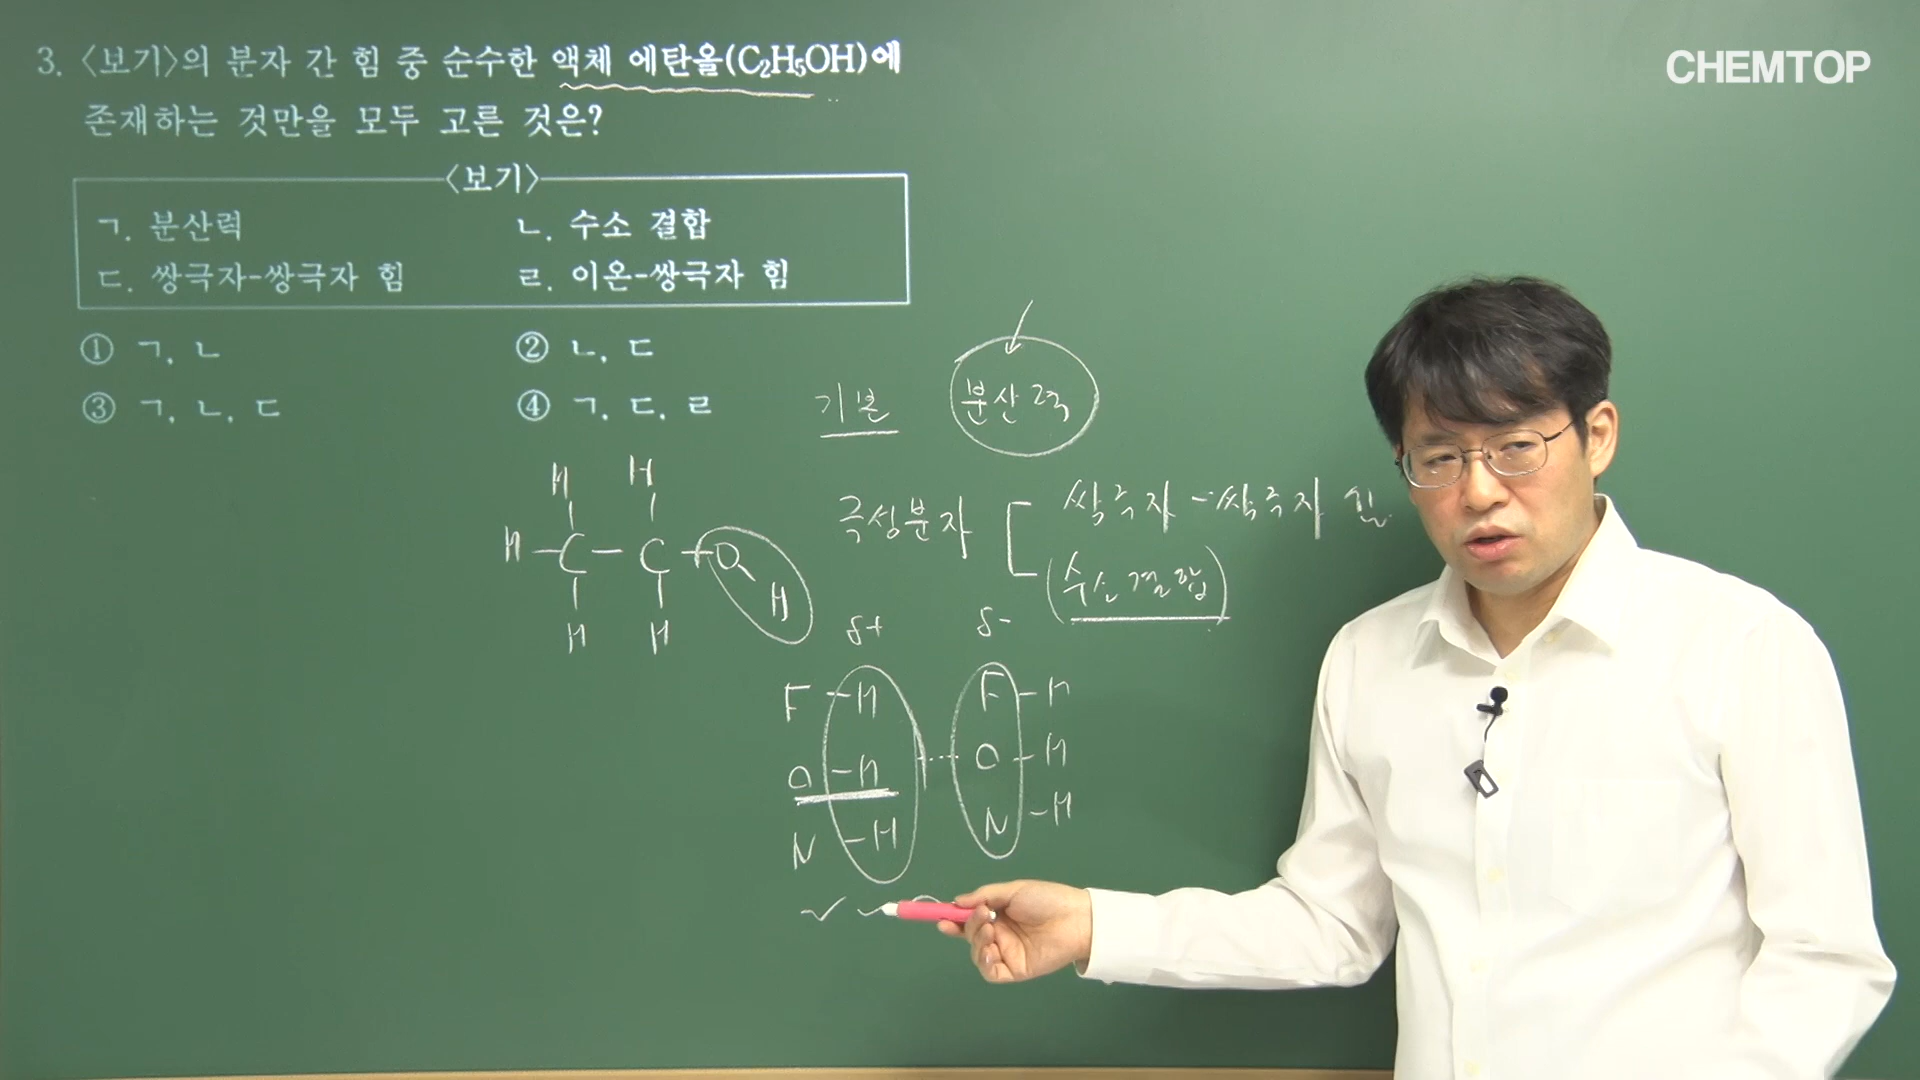 3. <보기>의 분자 간 힘 중 순수한 액체 에탄올(C₂H₅OH)에
존재하는 것만을 모두 고른 것은?
<보기>
ㄱ. 분산력 ㄴ. 수소 결합
ㄷ. 쌍극자-쌍극자 힘 ㄹ. 이온-쌍극자 힘
① ㄱ, ㄴ ② ㄴ, ㄷ
③ ㄱ, ㄴ, ㄷ ④ ㄱ, ㄷ, ㄹ
CHEMTOP
기본 분산력
극성분자 쌍극자-쌍극자 힘
(수소결합)
H H
H-C-C-O
H
H H
δ+ δ-
F-H F-H
O-H ... O-H
N-H N-H